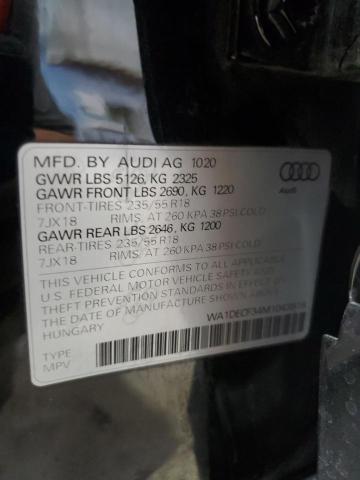 MFD. BY AUDI AG 1020
GVWR LBS 5126, KG 2325
GAWR FRONT LBS 2690, KG 1220
FRONT-TIRES 235/55 R18
7JX18 RIMS, AT 260 KPA 38 PSI COLD
GAWR REAR LBS 2646, KG 1200
REAR-TIRES 235/55 R18
7JX18 RIMS, AT 260 KPA 38 PSI COLD
THIS VEHICLE CONFORMS TO ALL APPLICABLE
U.S. FEDERAL MOTOR VEHICLE SAFETY AND
THEFT PREVENTION STANDARDS IN EFFECT ON
THE DATE OF MANUFACTURE SHOWN ABOVE.
HUNGARY
TYPE
MPV
Audi